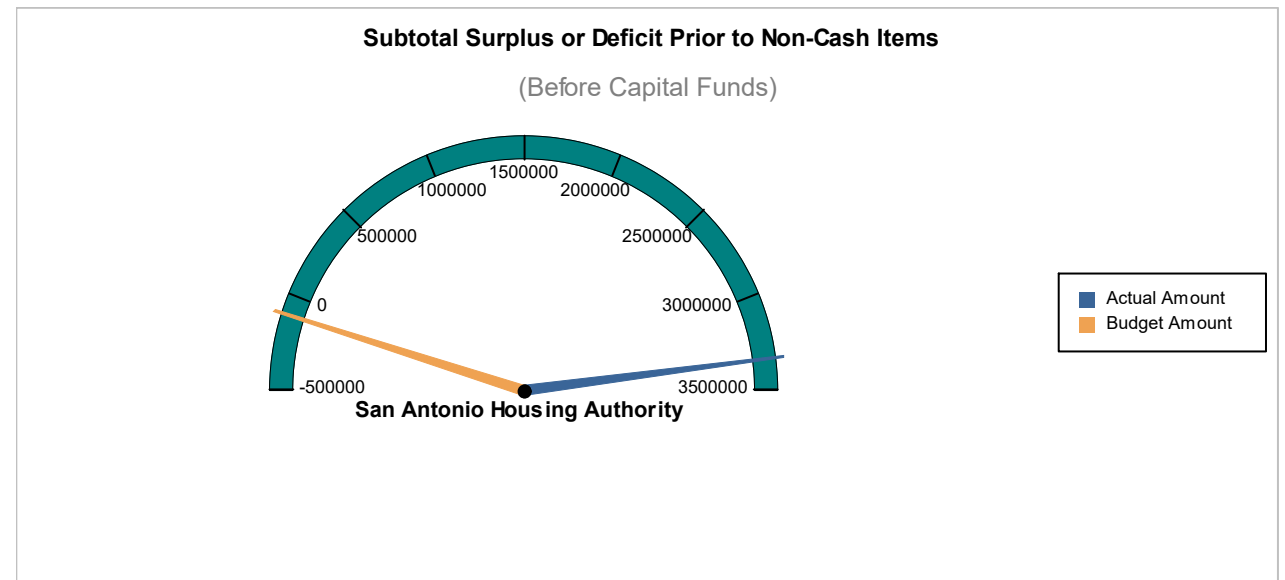 Subtotal Surplus or Deficit Prior to Non-Cash Items
(Before Capital Funds)
1500000
1000000
2000000
500000
2500000
0
3000000
-500000
3500000
San Antonio Housing Authority
Actual Amount
Budget Amount